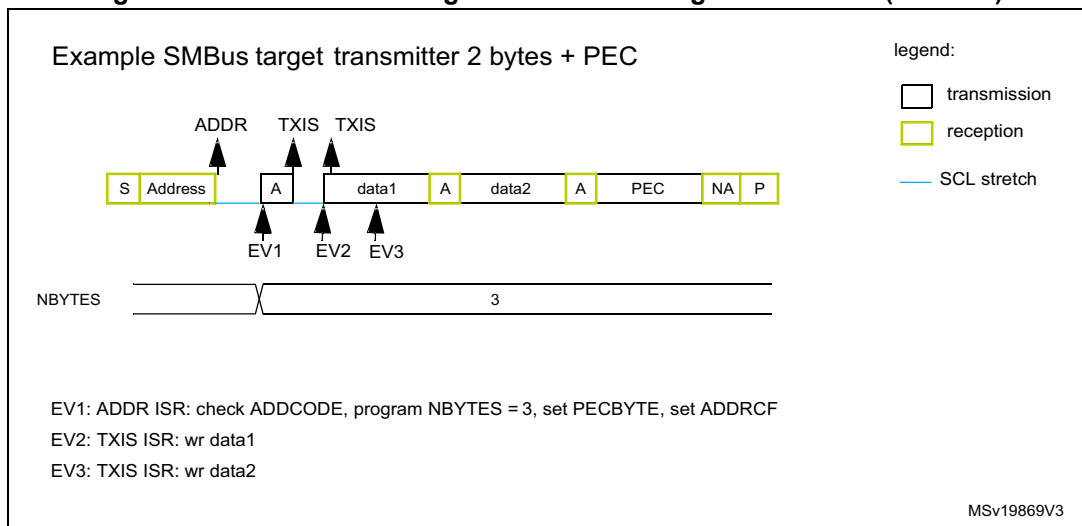 Example SMBus target transmitter 2 bytes + PEC
legend:
transmission
reception
SCL stretch
ADDR TXIS TXIS
S Address A data1 A data2 A PEC NA P
EV1 EV2 EV3
NBYTES 3
EV1: ADDR ISR: check ADDCODE, program NBYTES = 3, set PECBYTE, set ADDRCF
EV2: TXIS ISR: wr data1
EV3: TXIS ISR: wr data2
MSv19869V3